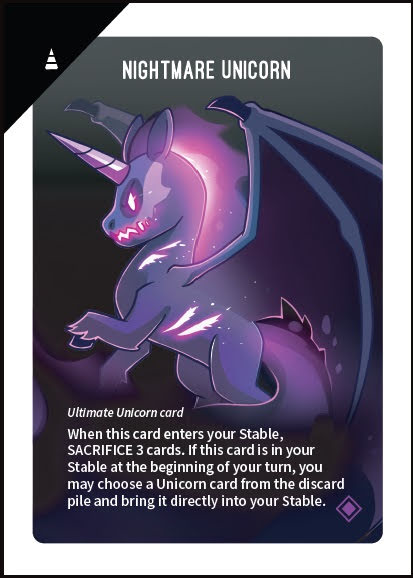 NIGHTMARE UNICORN
Ultimate Unicorn card
When this card enters your Stable,
SACRIFICE 3 cards. If this card is in your
Stable at the beginning of your turn, you
may choose a Unicorn card from the discard
pile and bring it directly into your Stable.